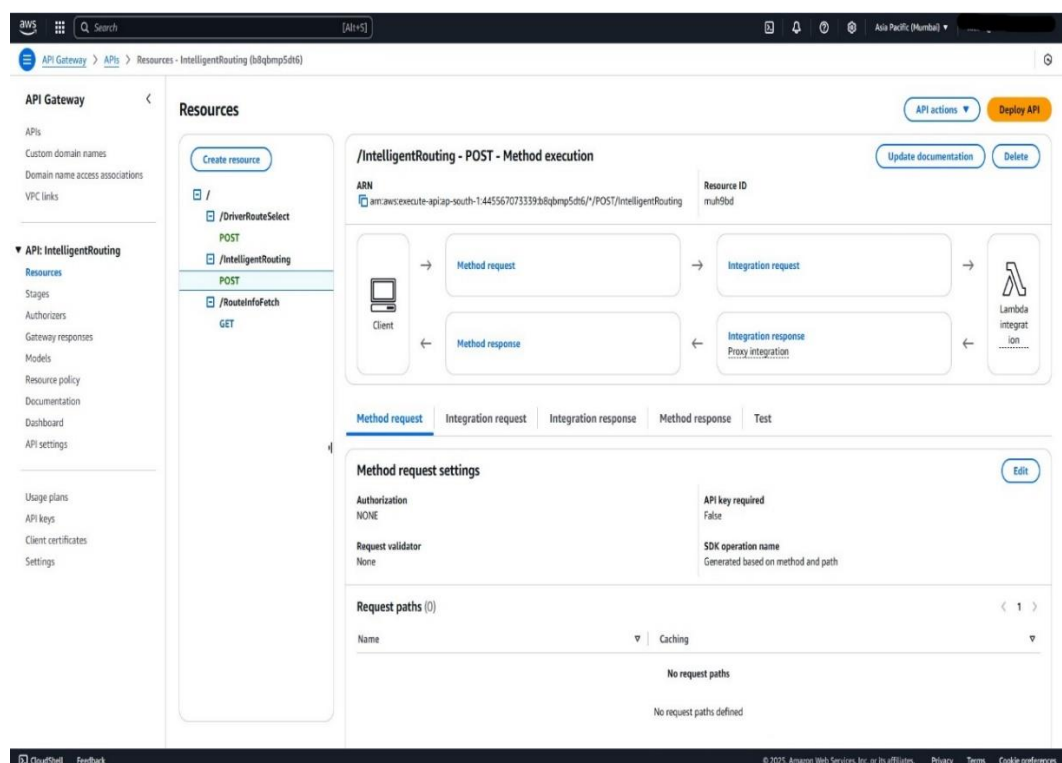 aws Search [Alt+S] Asia Pacific (Mumbai)
API Gateway > APIs > Resources - IntelligentRouting (b8qbmp5dt6)
API Gateway
APIs
Custom domain names
Domain name access associations
VPC links
API: IntelligentRouting
Resources
Stages
Authorizers
Gateway responses
Models
Resource policy
Documentation
Dashboard
API settings
Usage plans
API keys
Client certificates
Settings
Resources
API actions Deploy API
Create resource
/
/DriverRouteSelect
POST
/IntelligentRouting
POST
/RouteInfoFetch
GET
/IntelligentRouting - POST - Method execution
Update documentation Delete
ARN
arn:aws:execute-api:ap-south-1:445567073339:b8qbmp5dt6/*/POST/IntelligentRouting
Resource ID
muh9bd
Client
Method request
Integration request
Lambda
integrat
ion
Method response
Integration response
Proxy integration
Method request Integration request Integration response Method response Test
Method request settings
Edit
Authorization
NONE
API key required
False
Request validator
None
SDK operation name
Generated based on method and path
Request paths (0)
1
Name Caching
No request paths
No request paths defined
CloudShell Feedback © 2025, Amazon Web Services, Inc. or its affiliates. Privacy Terms Cookie preferences